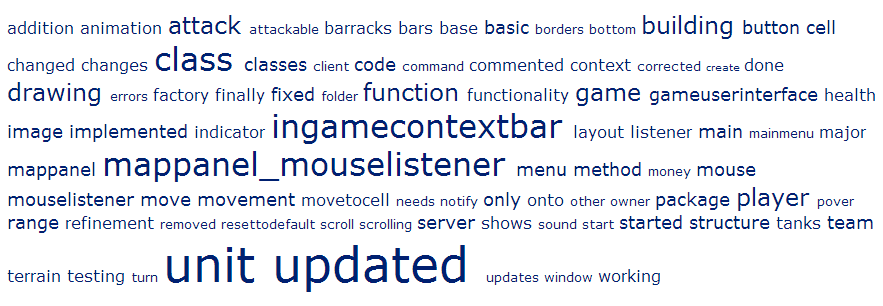 addition animation attack attackable barracks bars base basic borders bottom building button cell
changed changes class classes client code command commented context corrected create done
drawing errors factory finally fixed folder function functionality game gameuserinterface health
image implemented indicator ingamecontextbar layout listener main mainmenu major
mappanel mappanel_mouselistener menu method money mouse
mouselistener move movement movetocell needs notify only onto other owner package player pover
range refinement removed resettodefault scroll scrolling server shows sound start started structure tanks team
terrain testing turn unit updated updates window working